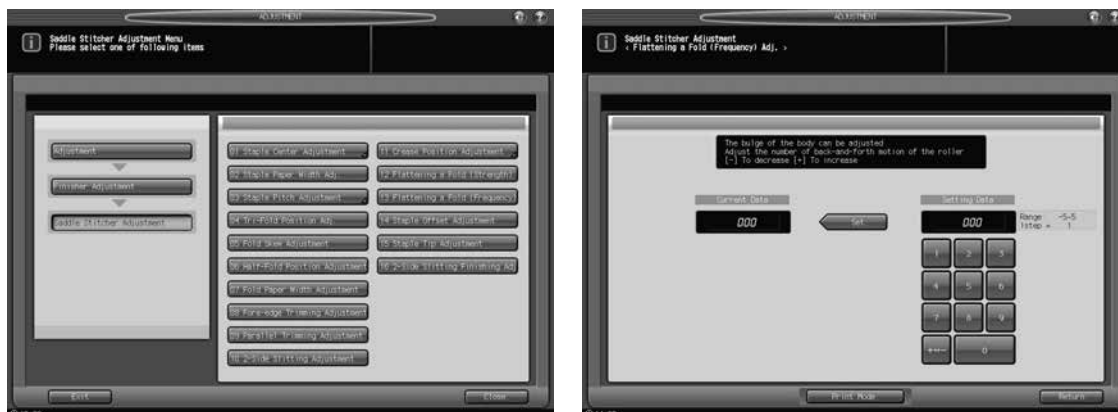 ADJUSTMENT
Saddle Stitcher Adjustment Menu
Please select one of following items
Adjustment
Finisher Adjustment
Saddle Stitcher Adjustment
01 Staple Center Adjustment
02 Staple Paper Width Adj.
03 Staple Pitch Adjustment
04 Tri-Fold Position Adj.
05 Fold Skew Adjustment
06 Half-Fold Position Adjustment
07 Fold Paper Width Adjustment
08 Fore-edge Trimming Adjustment
09 Parallel Trimming Adjustment
10 2-Side Slitting Adjustment
11 Crease Position Adjustment
12 Flattening a Fold (Strength)
13 Flattening a Fold (Frequency)
14 Staple Offset Adjustment
15 Staple Tip Adjustment
16 2-Side Slitting Finishing Adj
Exit
Close
ADJUSTMENT
Saddle Stitcher Adjustment
< Flattening a Fold (Frequency) Adj. >
The bulge of the body can be adjusted
Adjust the number of back-and-forth motion of the roller
[-] To decrease [+] To increase
Current Data
Setting Data
000
Set
000
Range -5~5
1step = 1
1 2 3
4 5 6
7 8 9
0
Print Mode
Return